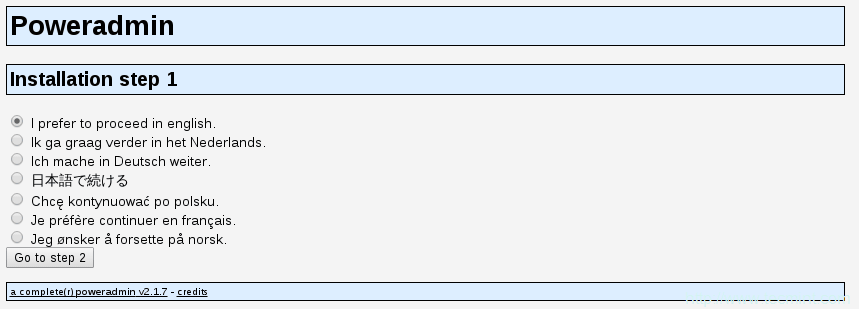 Poweradmin
Installation step 1
I prefer to proceed in english.
Ik ga graag verder in het Nederlands.
Ich mache in Deutsch weiter.
日本語で続ける
Chcę kontynuować po polsku.
Je préfère continuer en français.
Jeg ønsker å forsette på norsk.
Go to step 2
a complete(r) poweradmin v2.1.7 - credits